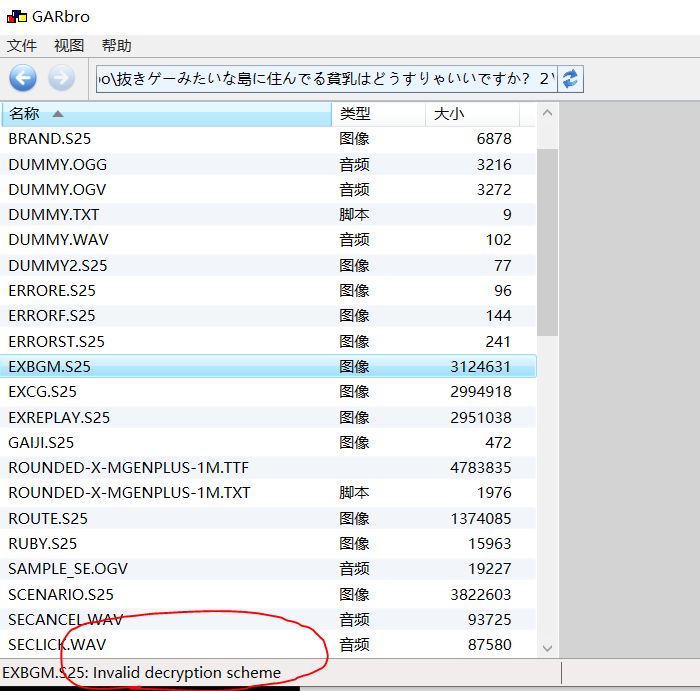 GARbro
文件 视图 帮助
o\抜きゲーみたいな島に住んでる貧乳はどうすりゃいいですか? 2\
名称 类型 大小
BRAND.S25 图像 6878
DUMMY.OGG 音频 3216
DUMMY.OGV 音频 3272
DUMMY.TXT 脚本 9
DUMMY.WAV 音频 102
DUMMY2.S25 图像 77
ERRORE.S25 图像 96
ERRORF.S25 图像 144
ERRORST.S25 图像 241
EXBGM.S25 图像 3124631
EXCG.S25 图像 2994918
EXREPLAY.S25 图像 2951038
GAIJI.S25 图像 472
ROUNDED-X-MGENPLUS-1M.TTF 4783835
ROUNDED-X-MGENPLUS-1M.TXT 脚本 1976
ROUTE.S25 图像 1374085
RUBY.S25 图像 15963
SAMPLE_SE.OGV 音频 19227
SCENARIO.S25 图像 3822603
SECANCEL.WAV 音频 93725
SECLICK.WAV 音频 87580
EXBGM.S25: Invalid decryption scheme